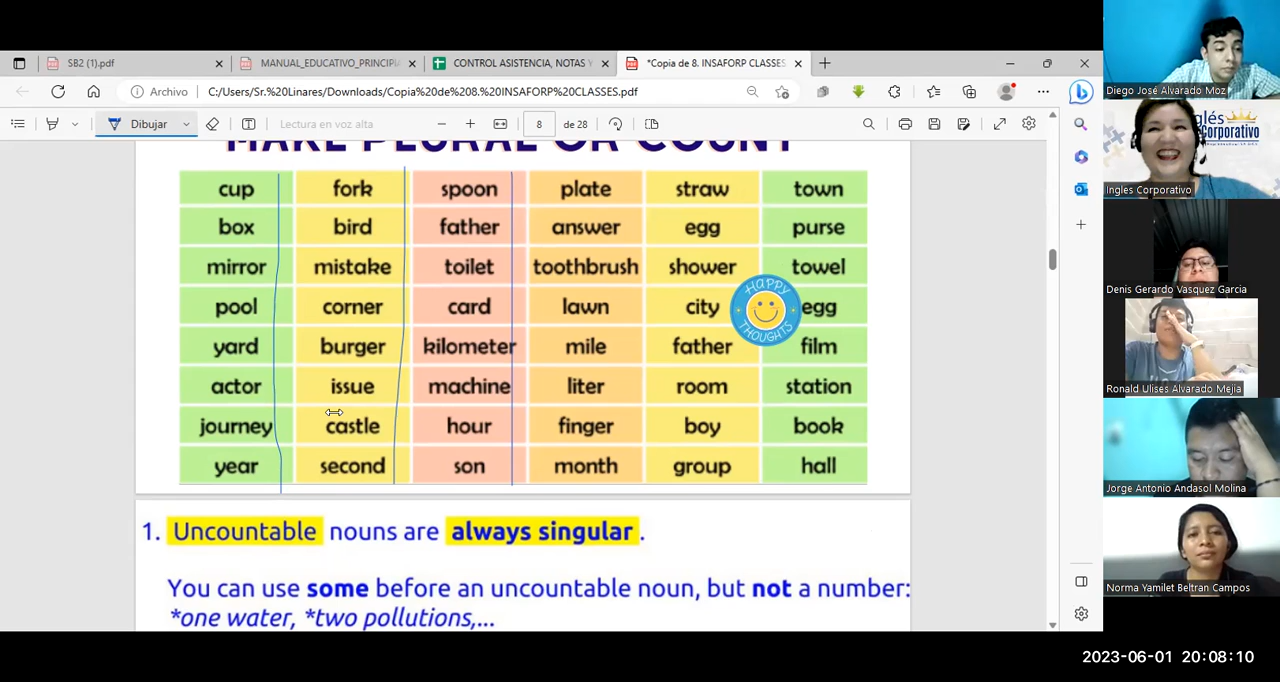 SB2 (1).pdf
MANUAL_EDUCATIVO_PRINCIPI
CONTROL ASISTENCIA, NOTAS Y
*Copia de 8. INSAFORP CLASSES
Archivo
C:/Users/Sr.%20Linares/Downloads/Copia%20de%208.%20INSAFORP%20CLASSES.pdf
Dibujar
Lectura en voz alta
8 de 28
MAKE PLURAL OR COUNT
cup fork spoon plate straw town
box bird father answer egg purse
mirror mistake toilet toothbrush shower towel
pool corner card lawn city egg
HAPPY THOUGHTS
yard burger kilometer mile father film
actor issue machine liter room station
journey castle hour finger boy book
year second son month group hall
1. Uncountable nouns are always singular.
You can use some before an uncountable noun, but not a number:
*one water, *two pollutions,...
Diego José Alvarado Moz
glés
Corporativo
Ingles Corporativo
Denis Gerardo Vasquez Garcia
Ronald Ulises Alvarado Mejia
Jorge Antonio Andasol Molina
Norma Yamilet Beltran Campos
2023-06-01 20:08:10